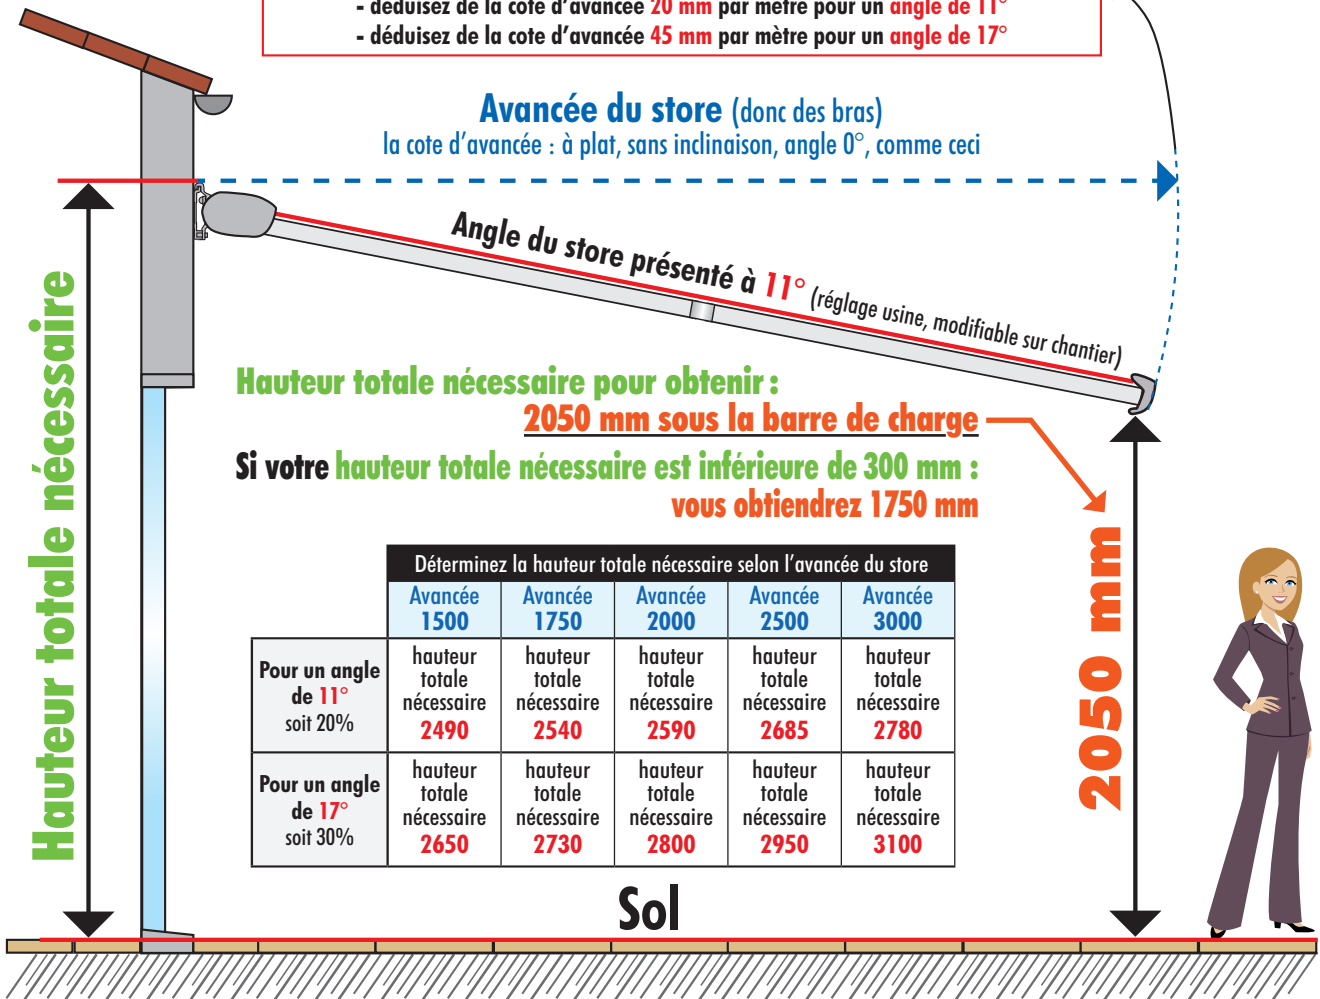 - déduisez de la cote d'avancée 20 mm par mètre pour un angle de 11°
- déduisez de la cote d'avancée 45 mm par mètre pour un angle de 17°
Avancée du store (donc des bras)
la cote d'avancée : à plat, sans inclinaison, angle 0°, comme ceci
Angle du store présenté à 11° (réglage usine, modifiable sur chantier)
Hauteur totale nécessaire
Hauteur totale nécessaire pour obtenir :
2050 mm sous la barre de charge
Si votre hauteur totale nécessaire est inférieure de 300 mm :
vous obtiendrez 1750 mm
2050 mm
Déterminez la hauteur totale nécessaire selon l'avancée du store
Avancée Avancée Avancée Avancée Avancée
1500 1750 2000 2500 3000
Pour un angle
de 11°
soit 20%
hauteur hauteur hauteur hauteur hauteur
totale totale totale totale totale
nécessaire nécessaire nécessaire nécessaire nécessaire
2490 2540 2590 2685 2780
Pour un angle
de 17°
soit 30%
hauteur hauteur hauteur hauteur hauteur
totale totale totale totale totale
nécessaire nécessaire nécessaire nécessaire nécessaire
2650 2730 2800 2950 3100
Sol